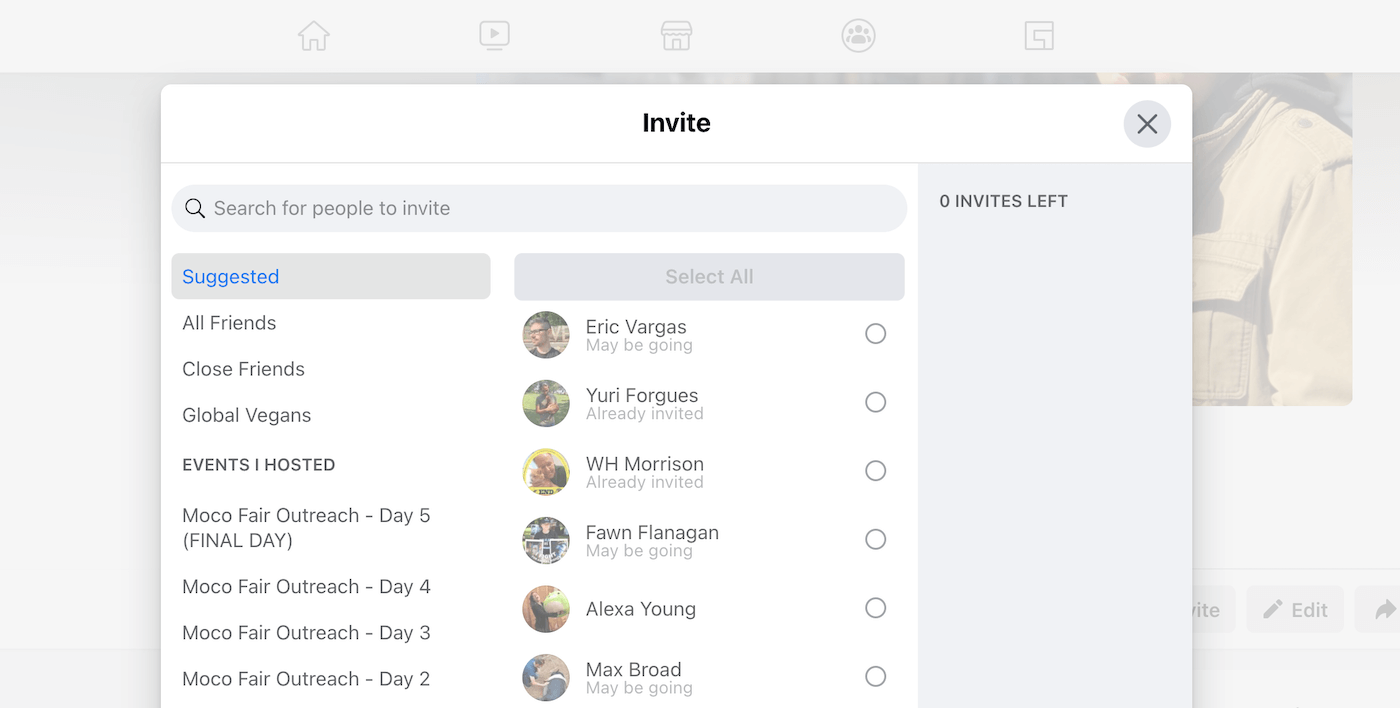 Invite
Search for people to invite
0 INVITES LEFT
Suggested
All Friends
Close Friends
Global Vegans
EVENTS I HOSTED
Moco Fair Outreach - Day 5
(FINAL DAY)
Moco Fair Outreach - Day 4
Moco Fair Outreach - Day 3
Moco Fair Outreach - Day 2
Select All
Eric Vargas
May be going
Yuri Forgues
Already invited
WH Morrison
Already invited
END
Fawn Flanagan
May be going
Alexa Young
Max Broad
May be going
Edit